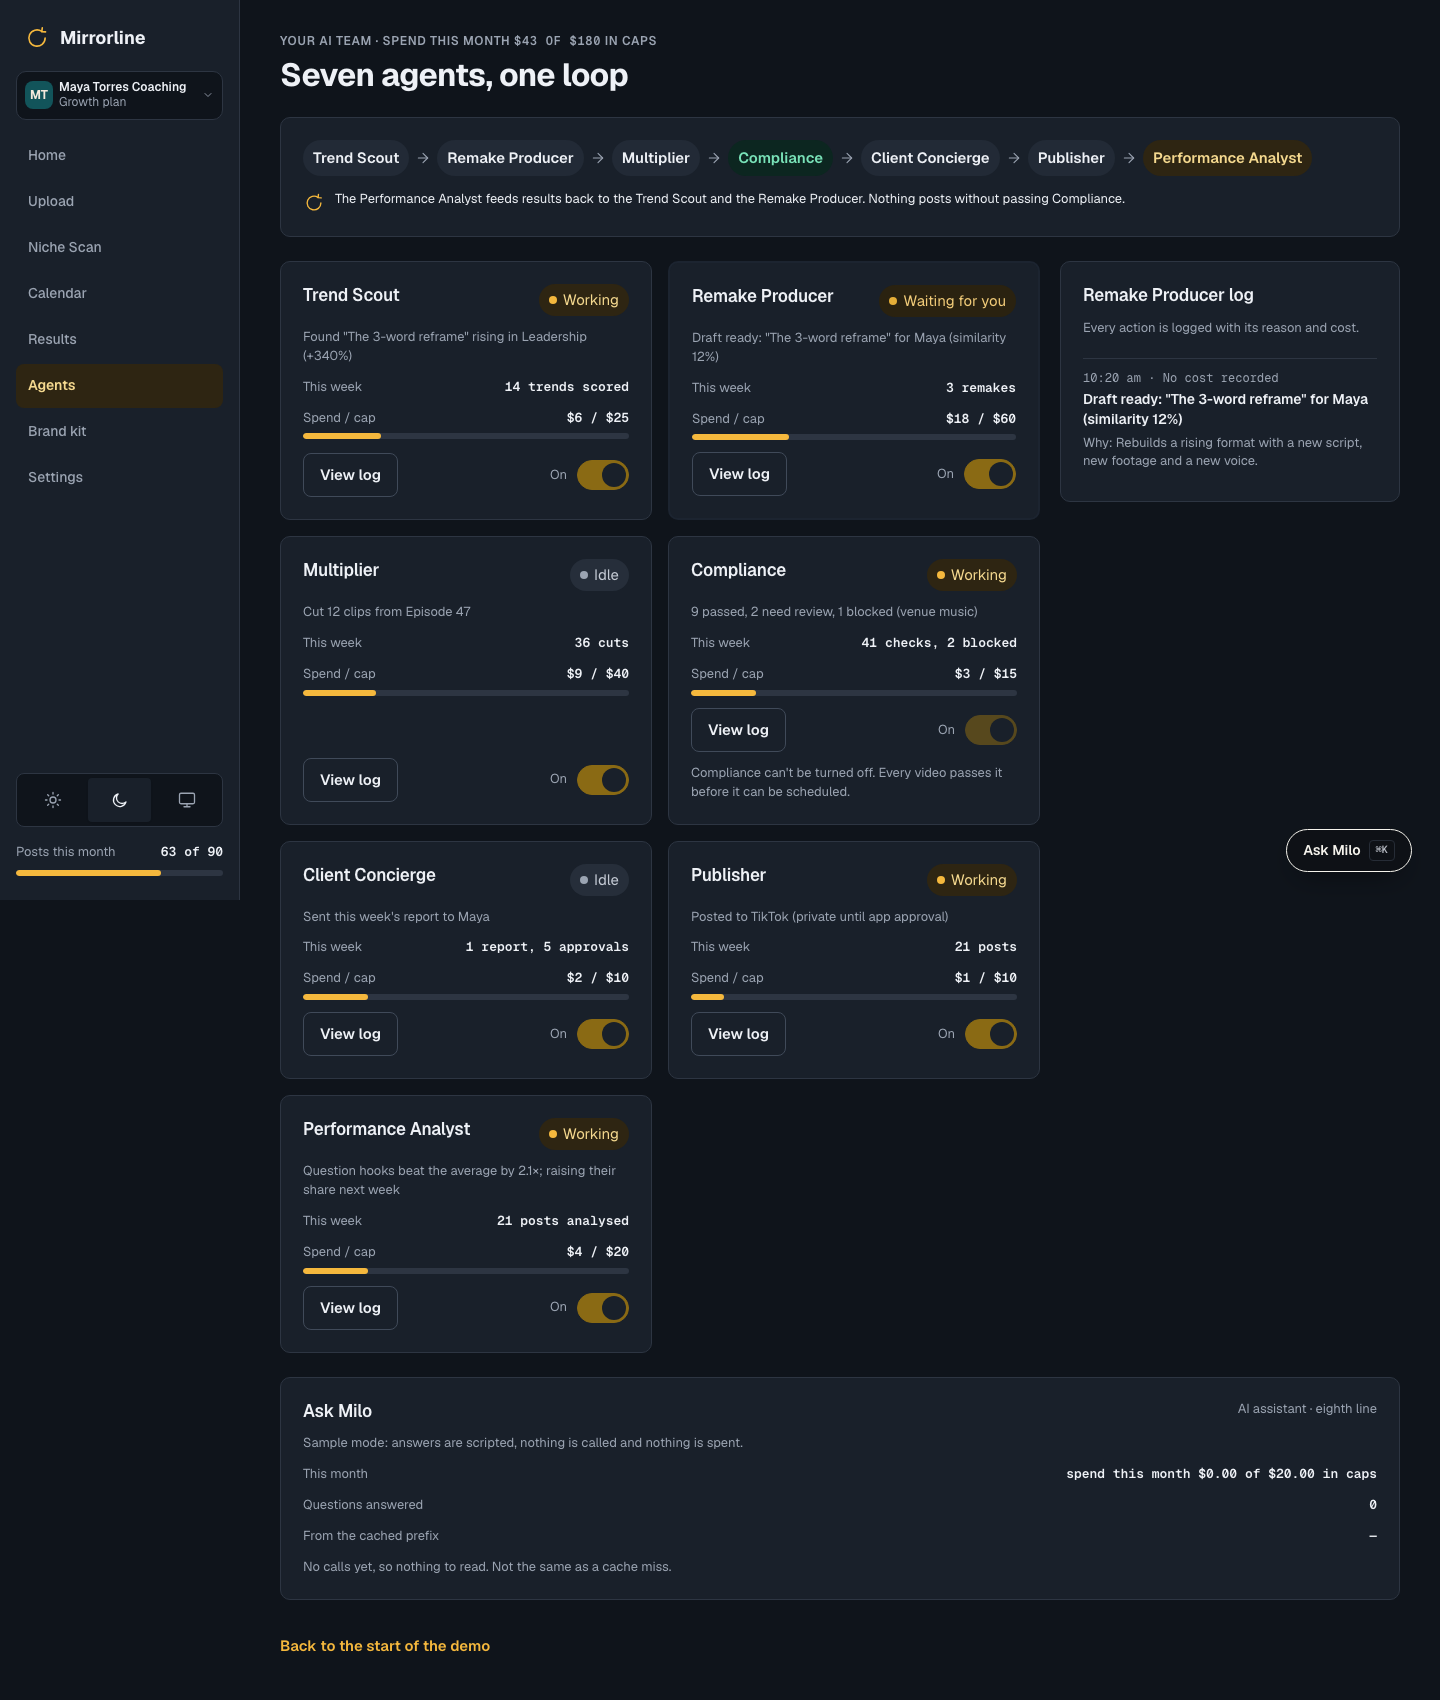 Mirrorline
MT
Maya Torres Coaching
Growth plan
Home
Upload
Niche Scan
Calendar
Results
Agents
Brand kit
Settings
Posts this month
63 of 90
YOUR AI TEAM · SPEND THIS MONTH $43 OF $180 IN CAPS
Seven agents, one loop
Trend Scout → Remake Producer → Multiplier → Compliance → Client Concierge → Publisher → Performance Analyst
The Performance Analyst feeds results back to the Trend Scout and the Remake Producer. Nothing posts without passing Compliance.
Trend Scout
Working
Found "The 3-word reframe" rising in Leadership
(+340%)
This week
14 trends scored
Spend / cap
$6 / $25
View log
On
Remake Producer
Waiting for you
Draft ready: "The 3-word reframe" for Maya (similarity
12%)
This week
3 remakes
Spend / cap
$18 / $60
View log
On
Remake Producer log
Every action is logged with its reason and cost.
10:20 am · No cost recorded
Draft ready: "The 3-word reframe" for Maya
(similarity 12%)
Why: Rebuilds a rising format with a new script,
new footage and a new voice.
Multiplier
Idle
Cut 12 clips from Episode 47
This week
36 cuts
Spend / cap
$9 / $40
View log
On
Compliance
Working
9 passed, 2 need review, 1 blocked (venue music)
This week
41 checks, 2 blocked
Spend / cap
$3 / $15
View log
On
Compliance can't be turned off. Every video passes it
before it can be scheduled.
Client Concierge
Idle
Sent this week's report to Maya
This week
1 report, 5 approvals
Spend / cap
$2 / $10
View log
On
Publisher
Working
Posted to TikTok (private until app approval)
This week
21 posts
Spend / cap
$1 / $10
View log
On
Ask Milo ⌘K
Performance Analyst
Working
Question hooks beat the average by 2.1×; raising their
share next week
This week
21 posts analysed
Spend / cap
$4 / $20
View log
On
Ask Milo
AI assistant · eighth line
Sample mode: answers are scripted, nothing is called and nothing is spent.
This month
spend this month $0.00 of $20.00 in caps
Questions answered
0
From the cached prefix
—
No calls yet, so nothing to read. Not the same as a cache miss.
Back to the start of the demo